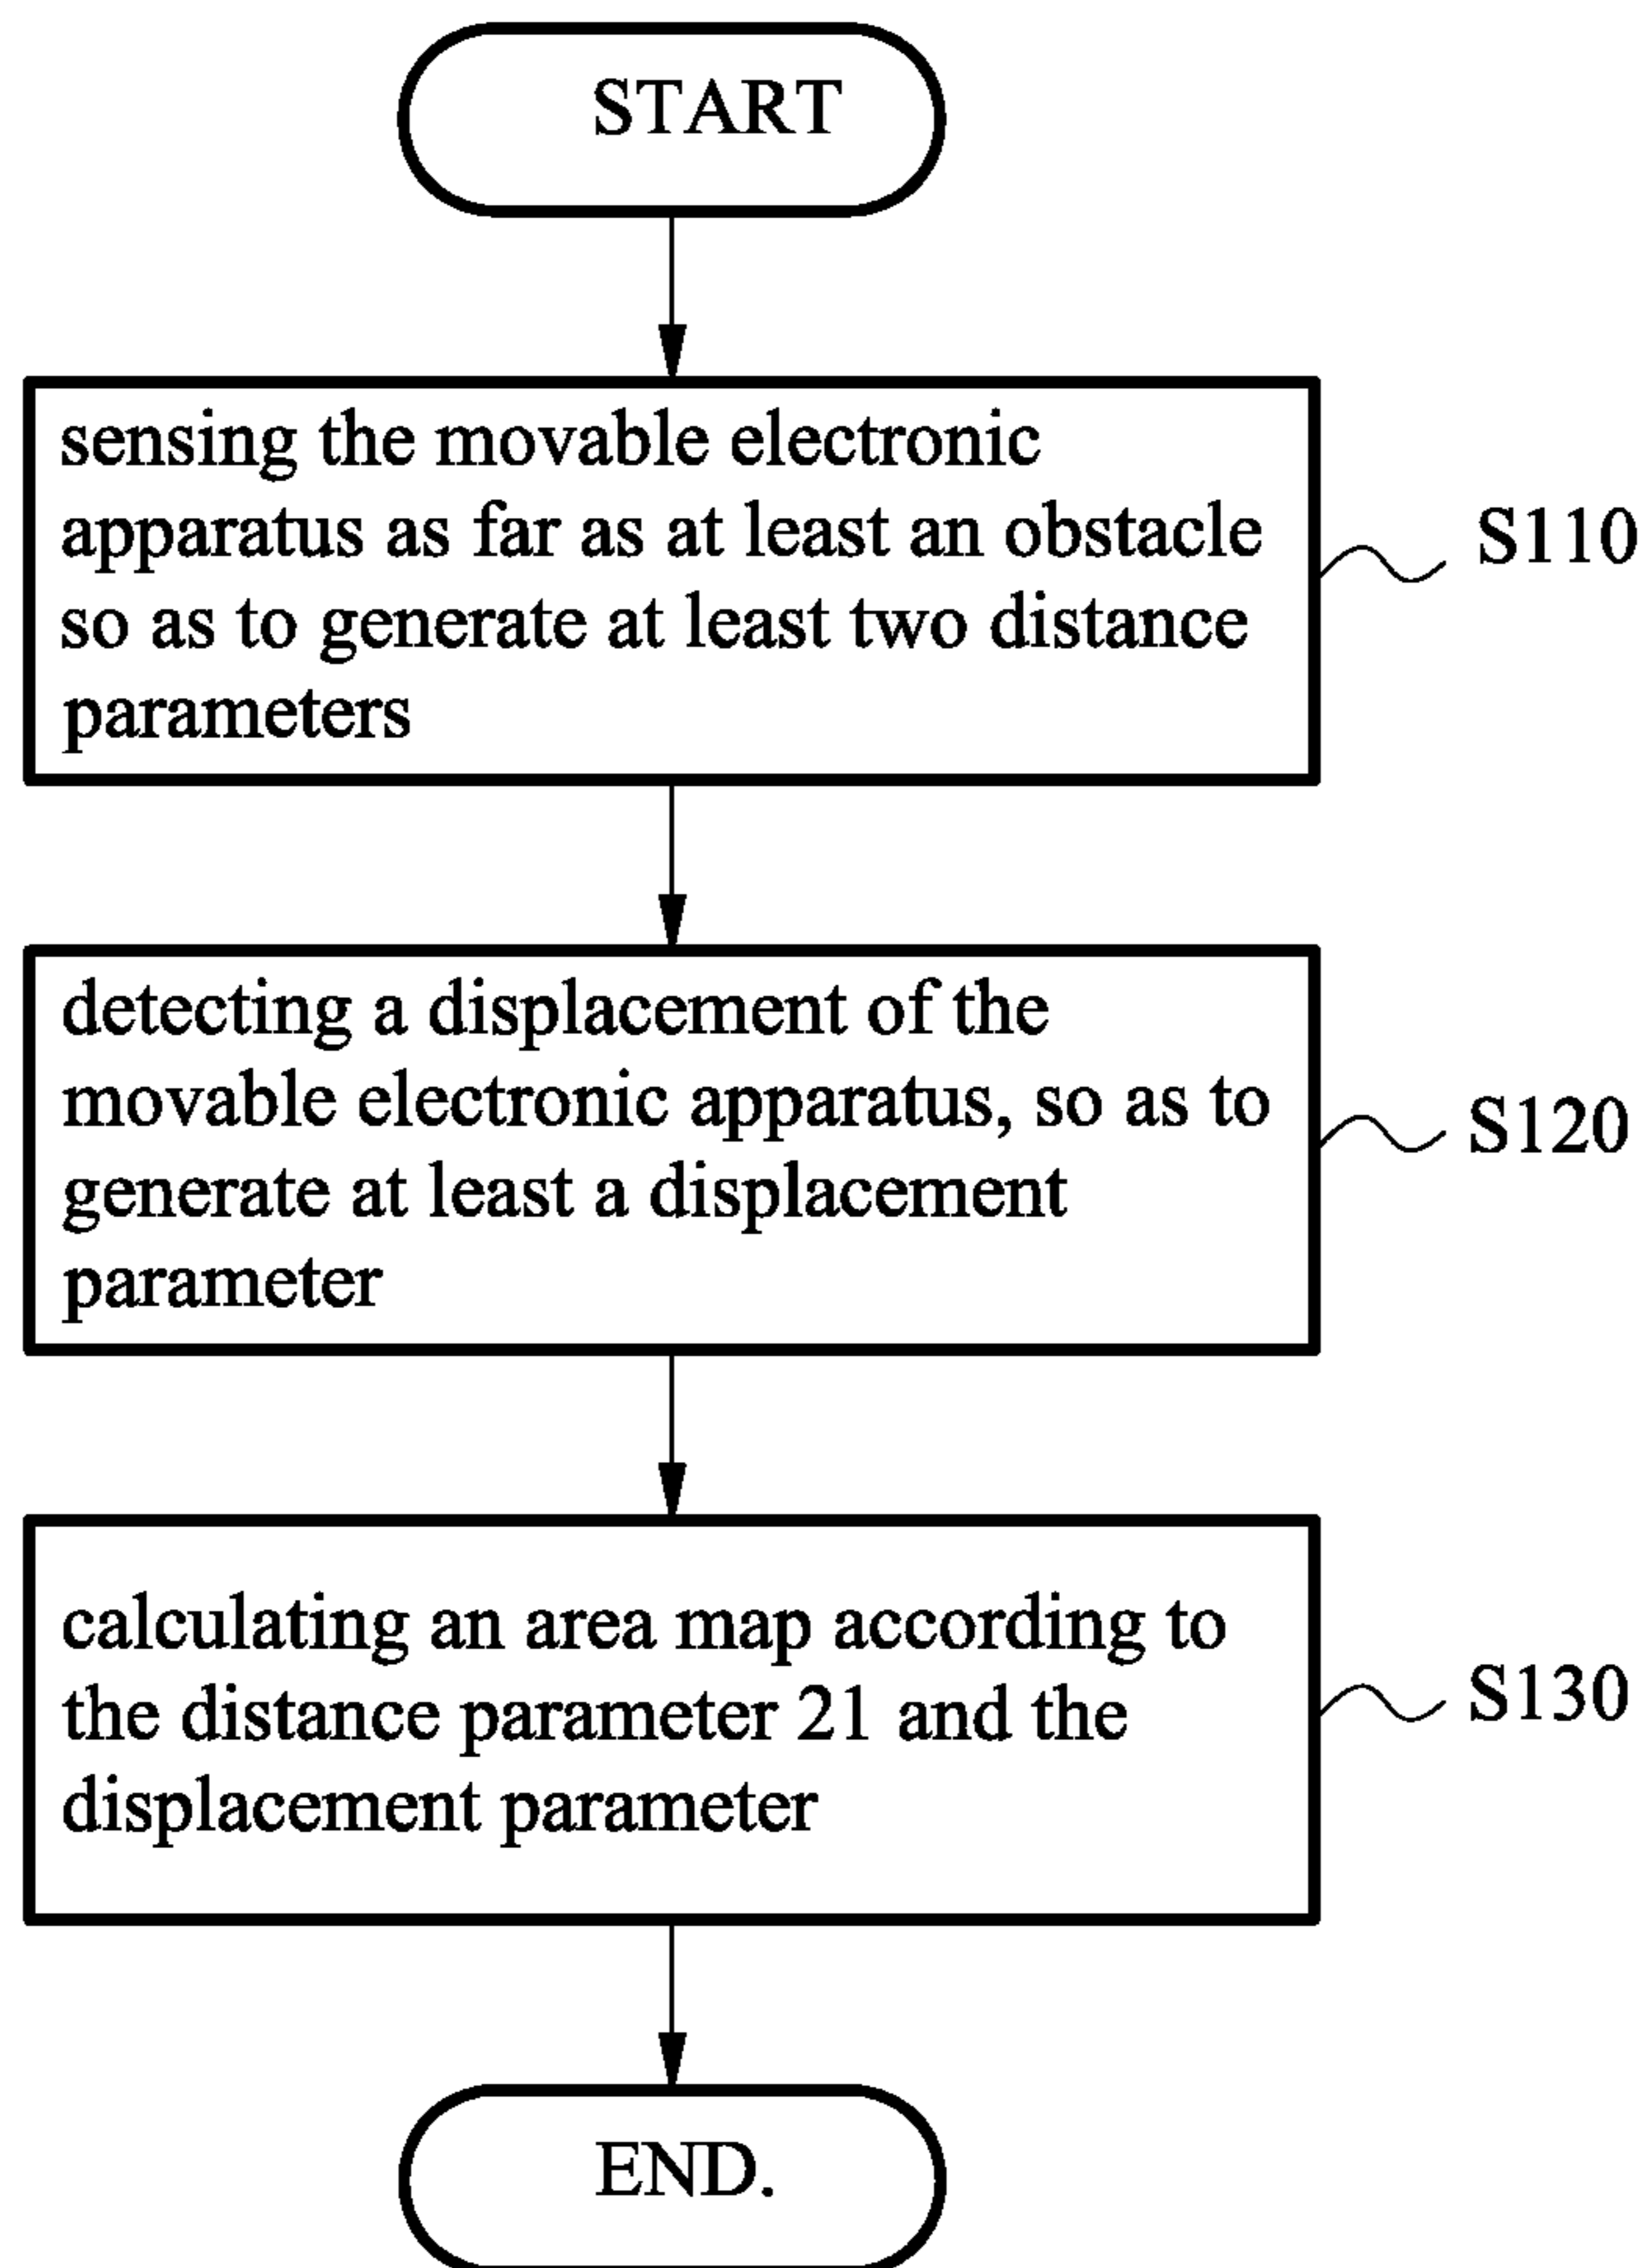 START
sensing the movable electronic
apparatus as far as at least an obstacle
so as to generate at least two distance
parameters
S110
detecting a displacement of the
movable electronic apparatus, so as to
generate at least a displacement
parameter
S120
calculating an area map according to
the distance parameter 21 and the
displacement parameter
S130
END.